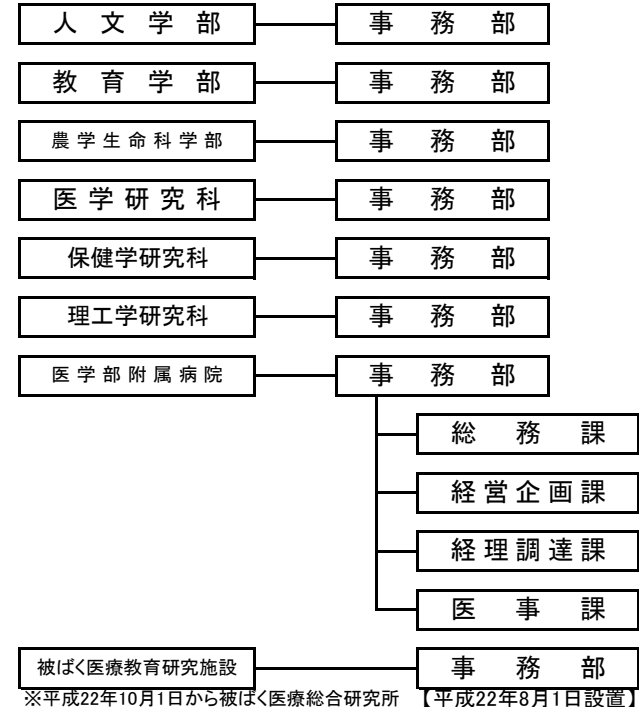 人文学部 事務部
教育学部 事務部
農学生命科学部 事務部
医学研究科 事務部
保健学研究科 事務部
理工学研究科 事務部
医学部附属病院 事務部
総務課
経営企画課
経理調達課
医事課
被ばく医療教育研究施設 事務部
※平成22年10月1日から被ばく医療総合研究所 【平成22年8月1日設置】